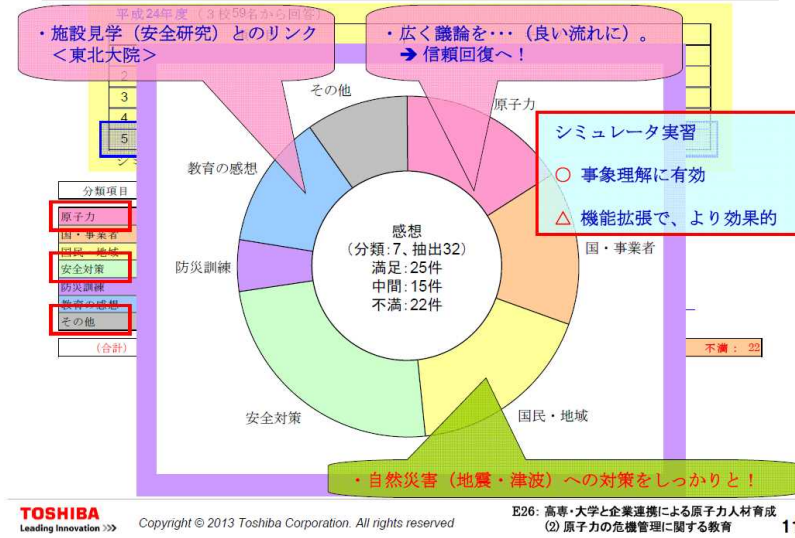 平成24年度（3校59名から回答）
・施設見学（安全研究）とのリンク
＜東北大院＞
・広く議論を・・・（良い流れに）。
➔ 信頼回復へ！
2
3
4
5
シミュレータ実習
○ 事象理解に有効
△ 機能拡張で、より効果的
分類項目
原子力
国・事業者
国民・地域
安全対策
防災訓練
教育の感想
その他
（合計）
不満： 22
その他
原子力
教育の感想
国・事業者
防災訓練
安全対策
国民・地域
感想
（分類：7、抽出32）
満足：25件
中間：15件
不満：22件
・自然災害（地震・津波）への対策をしっかりと！
TOSHIBA
Leading Innovation >>>
Copyright © 2013 Toshiba Corporation. All rights reserved
E26: 高専・大学と企業連携による原子力人材育成
(2) 原子力の危機管理に関する教育